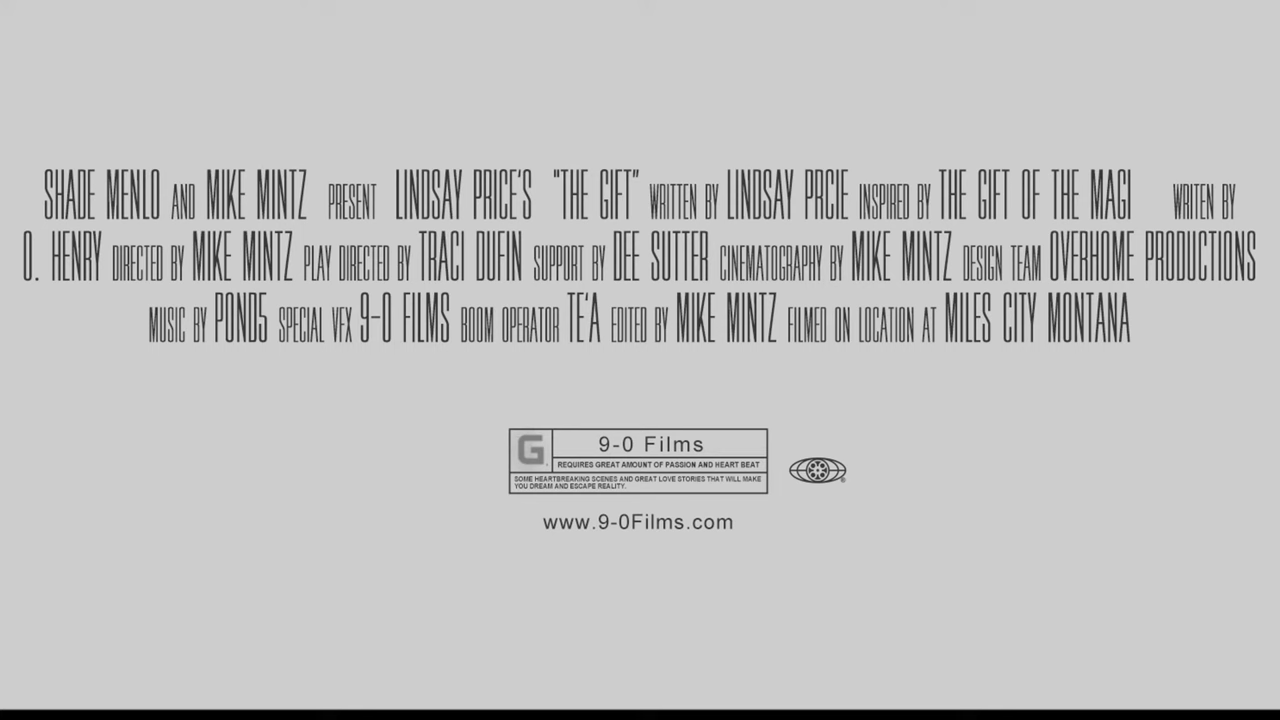 SHADE MENLO AND MIKE MINTZ PRESENT LINDSAY PRICE'S "THE GIFT" WRITTEN BY LINDSAY PRCIE INSPIRED BY THE GIFT OF THE MAGI WRITEN BY
O. HENRY DIRECTED BY MIKE MINTZ PLAY DIRECTED BY TRACI DUFIN SUPPORT BY DEE SUTTER CINEMATOGRAPHY BY MIKE MINTZ DESIGN TEAM OVERHOME PRODUCTIONS
MUSIC BY POND5 SPECIAL VFX 9-0 FILMS BOOM OPERATOR TE'A EDITED BY MIKE MINTZ FILMED ON LOCATION AT MILES CITY MONTANA
G 9-0 Films
REQUIRES GREAT AMOUNT OF PASSION AND HEART BEAT
SOME HEARTBREAKING SCENES AND GREAT LOVE STORIES THAT WILL MAKE
YOU DREAM AND ESCAPE REALITY.
®
www.9-0Films.com